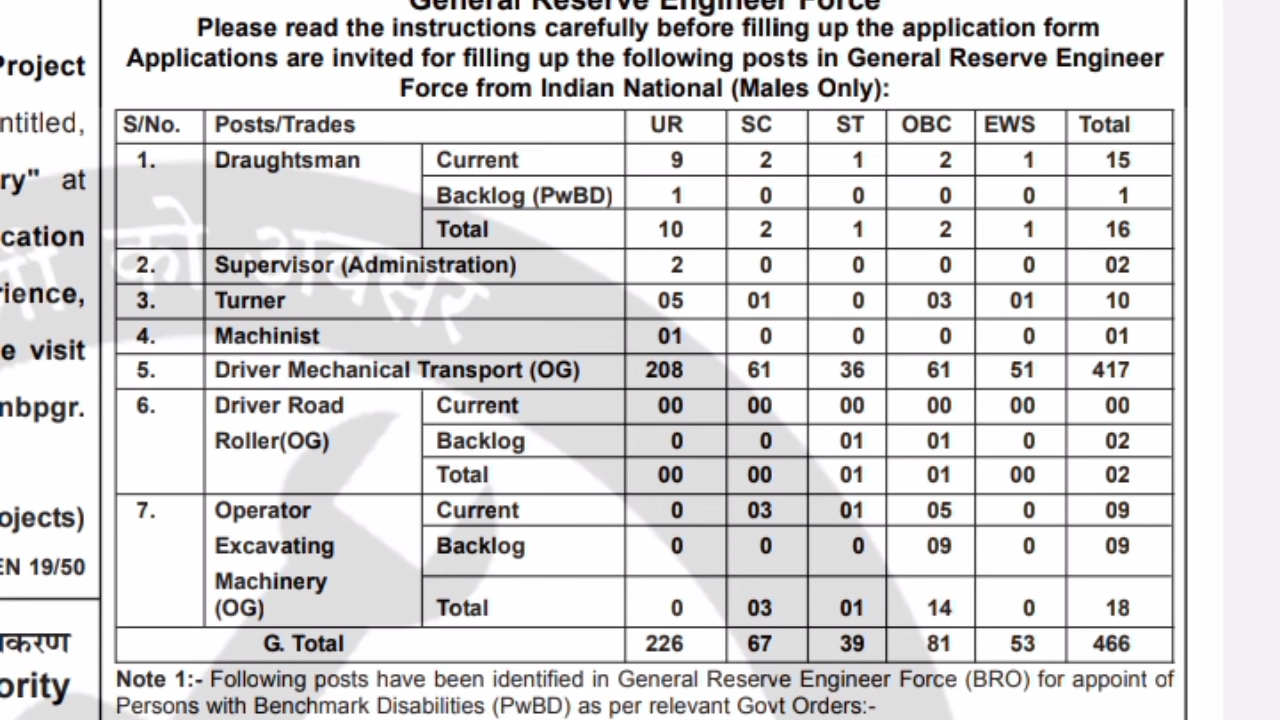 Project
ntitled,
ry" at
cation
rience,
e visit
nbpgr.
ojects)
EN 19/50
ority
General Reserve Engineer Force
Please read the instructions carefully before filling up the application form
Applications are invited for filling up the following posts in General Reserve Engineer
Force from Indian National (Males Only):
S/No. Posts/Trades UR SC ST OBC EWS Total
1. Draughtsman Current 9 2 1 2 1 15
Backlog (PwBD) 1 0 0 0 0 1
Total 10 2 1 2 1 16
2. Supervisor (Administration) 2 0 0 0 0 02
3. Turner 05 01 0 03 01 10
4. Machinist 01 0 0 0 0 01
5. Driver Mechanical Transport (OG) 208 61 36 61 51 417
6. Driver Road Current 00 00 00 00 00 00
Roller(OG) Backlog 0 0 01 01 0 02
Total 00 00 01 01 00 02
7. Operator Current 0 03 01 05 0 09
Excavating Backlog 0 0 0 09 0 09
Machinery
(OG) Total 0 03 01 14 0 18
G. Total 226 67 39 81 53 466
Note 1:- Following posts have been identified in General Reserve Engineer Force (BRO) for appoint of
Persons with Benchmark Disabilities (PwBD) as per relevant Govt Orders:-
को अवसर